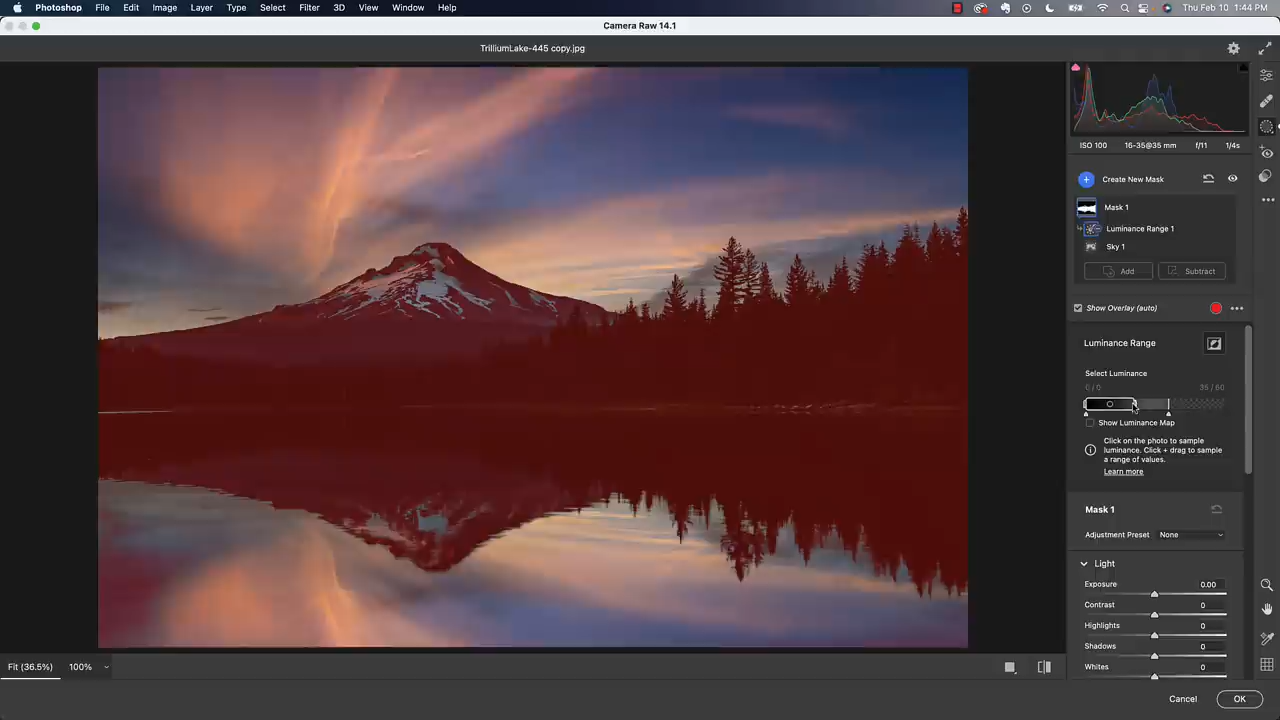 Photoshop File Edit Image Layer Type Select Filter 3D View Window Help Thu Feb 10 1:44 PM
Camera Raw 14.1
TrilliumLake-445 copy.jpg
ISO 100 16-35@35 mm f/11 1/4s
Create New Mask
Mask 1
Luminance Range 1
Sky 1
Add Subtract
Show Overlay (auto)
Luminance Range
Select Luminance
0 / 0 35 / 60
Show Luminance Map
Click on the photo to sample
luminance. Click + drag to sample
a range of values.
Learn more
Mask 1
Adjustment Preset None
Light
Exposure 0.00
Contrast 0
Highlights 0
Shadows 0
Whites 0
Fit (36.5%) 100%
Cancel OK